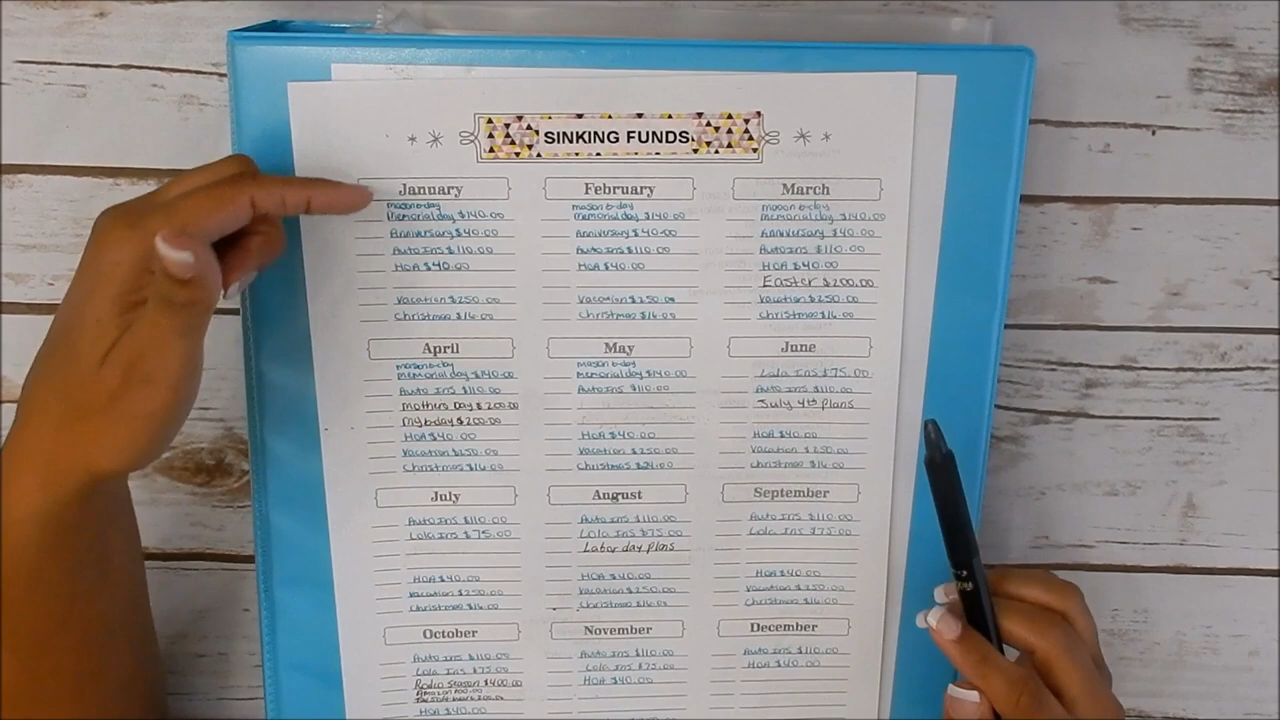 SINKING FUNDS
January
mason b-day
Memorial day $140.00
Anniversary $40.00
Auto Ins $110.00
HOA $40.00
Vacation $250.00
Christmas $16.00
February
mason b-day
memorial day $140.00
Anniversary $40.00
Auto Ins $110.00
HOA $40.00
Vacation $250.00
Christmas $16.00
March
mason b-day
memorial day $140.00
Anniversary $40.00
Auto Ins $110.00
HOA $40.00
Easter $200.00
Vacation $250.00
Christmas $16.00
April
mason b-day
memorial day $140.00
Auto Ins $110.00
Mothers Day $200.00
My b-day $200.00
HOA $40.00
Vacation $250.00
Christmas $16.00
May
mason b-day
memorial day $140.00
Auto Ins $110.00
HOA $40.00
Vacation $250.00
Christmas
June
Lola Ins $75.00
Auto Ins $110.00
July 4th plans
HOA $40.00
Vacation $250.00
Christmas $16.00
July
Auto Ins $110.00
Lola Ins $75.00
HOA $40.00
Vacation $250.00
Christmas $16.00
August
Auto Ins $110.00
Lola Ins $75.00
Labor day plans
HOA $40.00
Vacation $250.00
Christmas $16.00
September
Auto Ins $110.00
Lola Ins $75.00
HOA $40.00
Vacation $250.00
Christmas $16.00
October
Auto Ins $110.00
Lola Ins $75.00
Rodeo Season $400.00
Amazon
HOA $40.00
November
Auto Ins $110.00
Lola Ins $75.00
HOA $40.00
December
Auto Ins $110.00
HOA $40.00